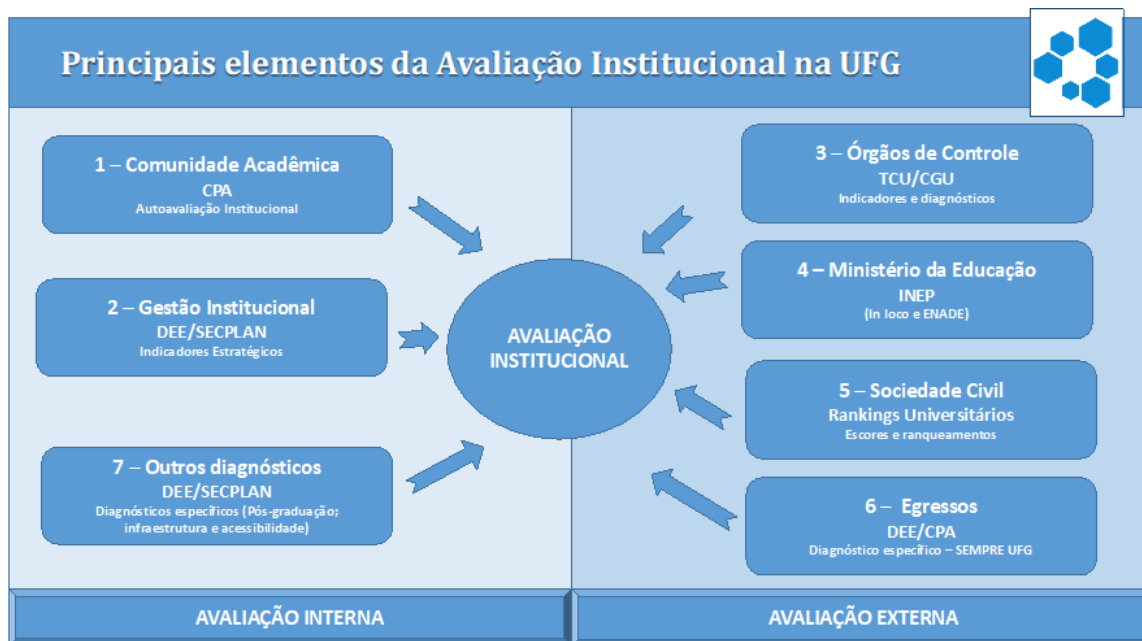 Principais elementos da Avaliação Institucional na UFG
1 – Comunidade Acadêmica
CPA
Autoavaliação Institucional
2 – Gestão Institucional
DEE/SECPLAN
Indicadores Estratégicos
7 – Outros diagnósticos
DEE/SECPLAN
Diagnósticos específicos (Pós-graduação;
infraestrutura e acessibilidade)
AVALIAÇÃO
INSTITUCIONAL
3 – Órgãos de Controle
TCU/CGU
Indicadores e diagnósticos
4 – Ministério da Educação
INEP
(In loco e ENADE)
5 – Sociedade Civil
Rankings Universitários
Escores e ranqueamentos
6 – Egressos
DEE/CPA
Diagnóstico específico – SEMPRE UFG
AVALIAÇÃO INTERNA
AVALIAÇÃO EXTERNA